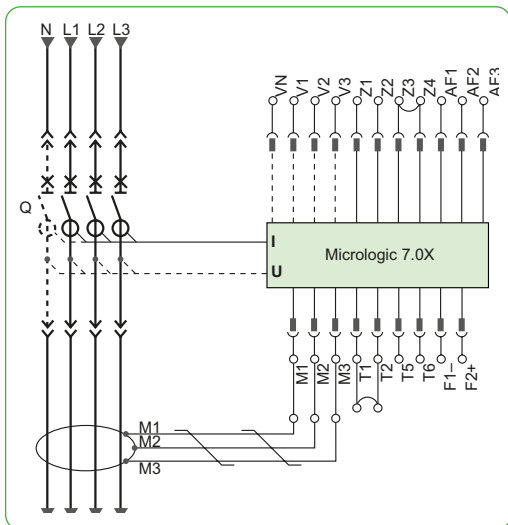 N L1 L2 L3
VN V1 V2 V3 Z1 Z2 Z3 Z4 AF1 AF2 AF3
Q
I
Micrologic 7.0X
U
M1 M2 M3 T1 T2 T5 T6 F1– F2+
M1
M2
M3